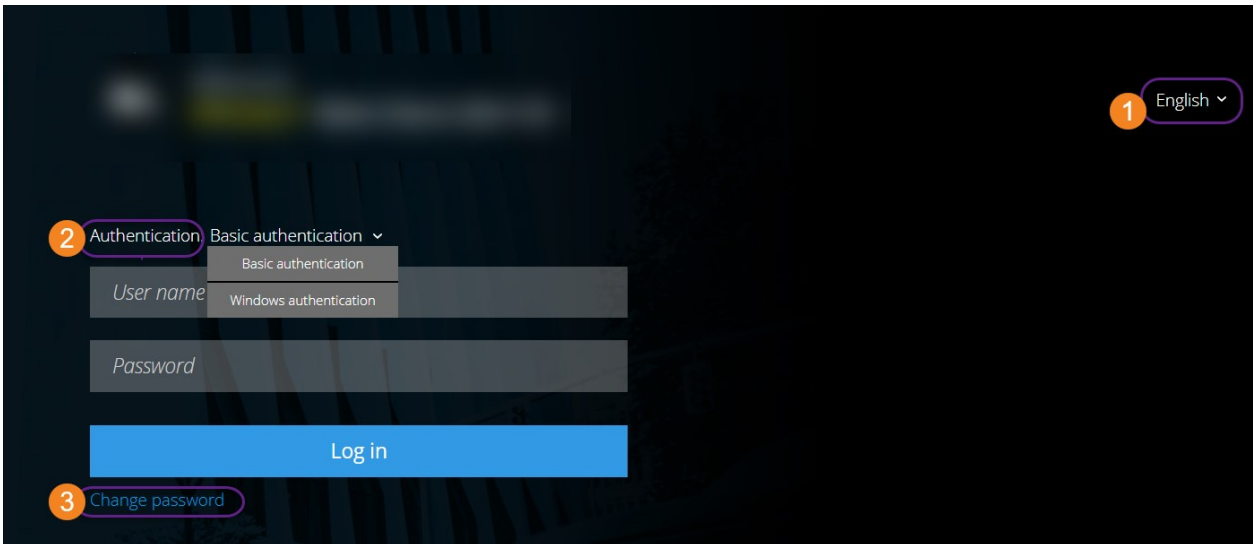 1 English
2 Authentication: Basic authentication
Basic authentication
User name
Windows authentication
Password
Log in
3 Change password